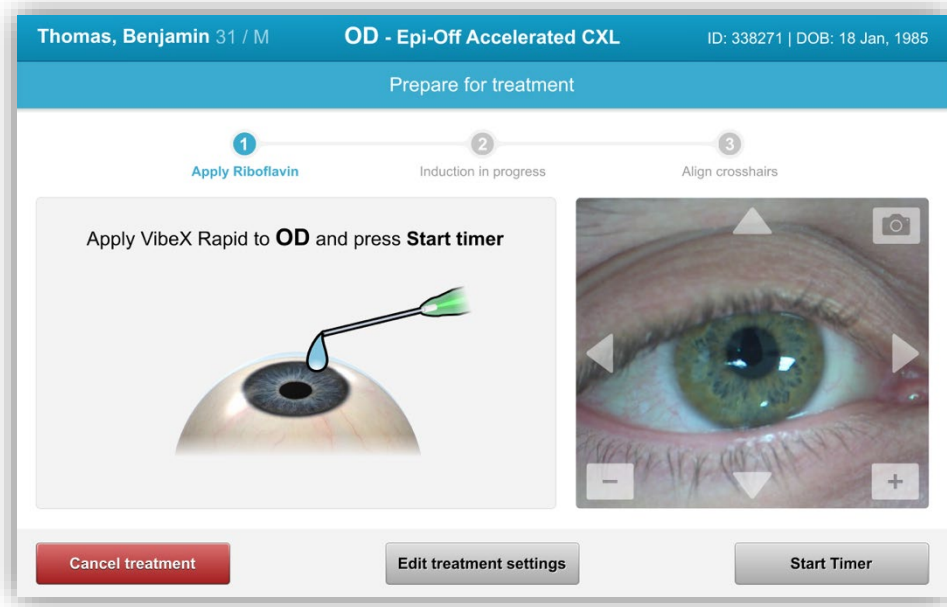 Thomas, Benjamin 31 / M OD - Epi-Off Accelerated CXL ID: 338271 | DOB: 18 Jan, 1985
Prepare for treatment
1 2 3
Apply Riboflavin Induction in progress Align crosshairs
Apply VibeX Rapid to OD and press Start timer
Cancel treatment Edit treatment settings Start Timer